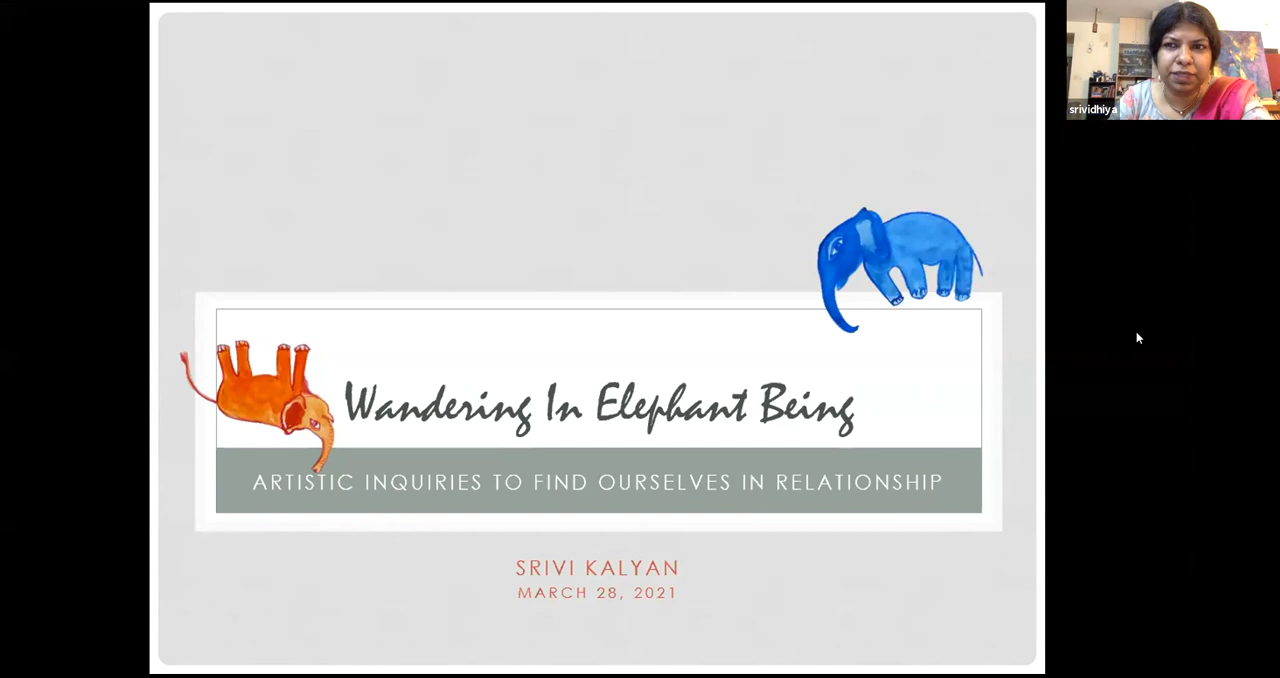 srividhiya
Wandering In Elephant Being
ARTISTIC INQUIRIES TO FIND OURSELVES IN RELATIONSHIP
SRIVI KALYAN
MARCH 28, 2021